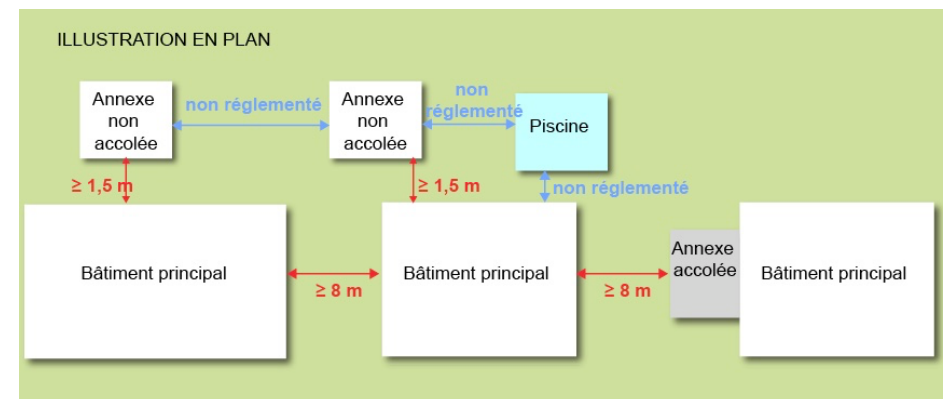 ILLUSTRATION EN PLAN
Annexe
non
accolée
non réglementé
Annexe
non
accolée
non
réglementé
Piscine
≥ 1,5 m
≥ 1,5 m
non réglementé
Bâtiment principal
≥ 8 m
Bâtiment principal
≥ 8 m
Annexe
accolée
Bâtiment principal